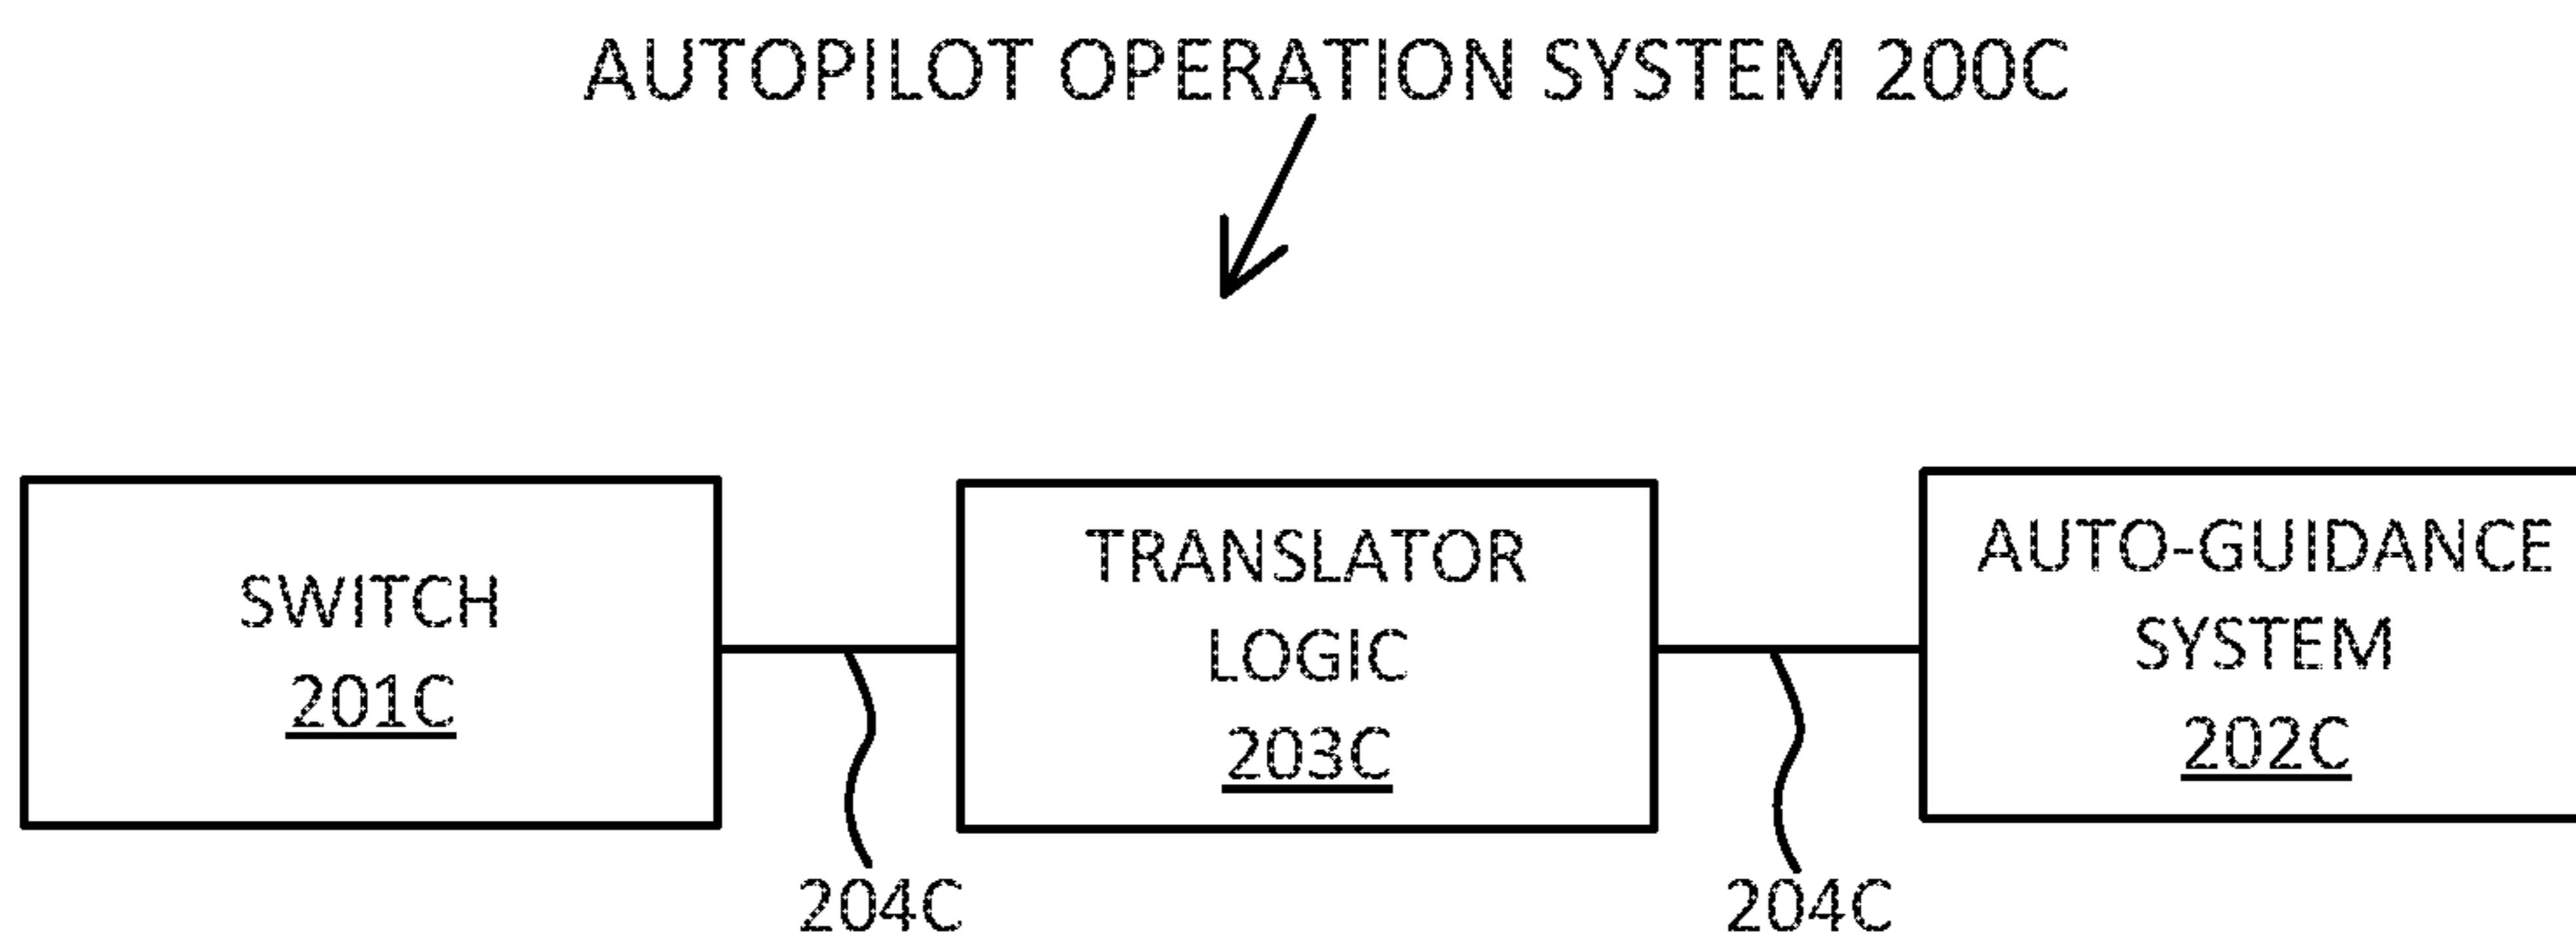 AUTOPILOT OPERATION SYSTEM 200C
SWITCH
201C
TRANSLATOR
LOGIC
203C
AUTO-GUIDANCE
SYSTEM
202C
204C
204C